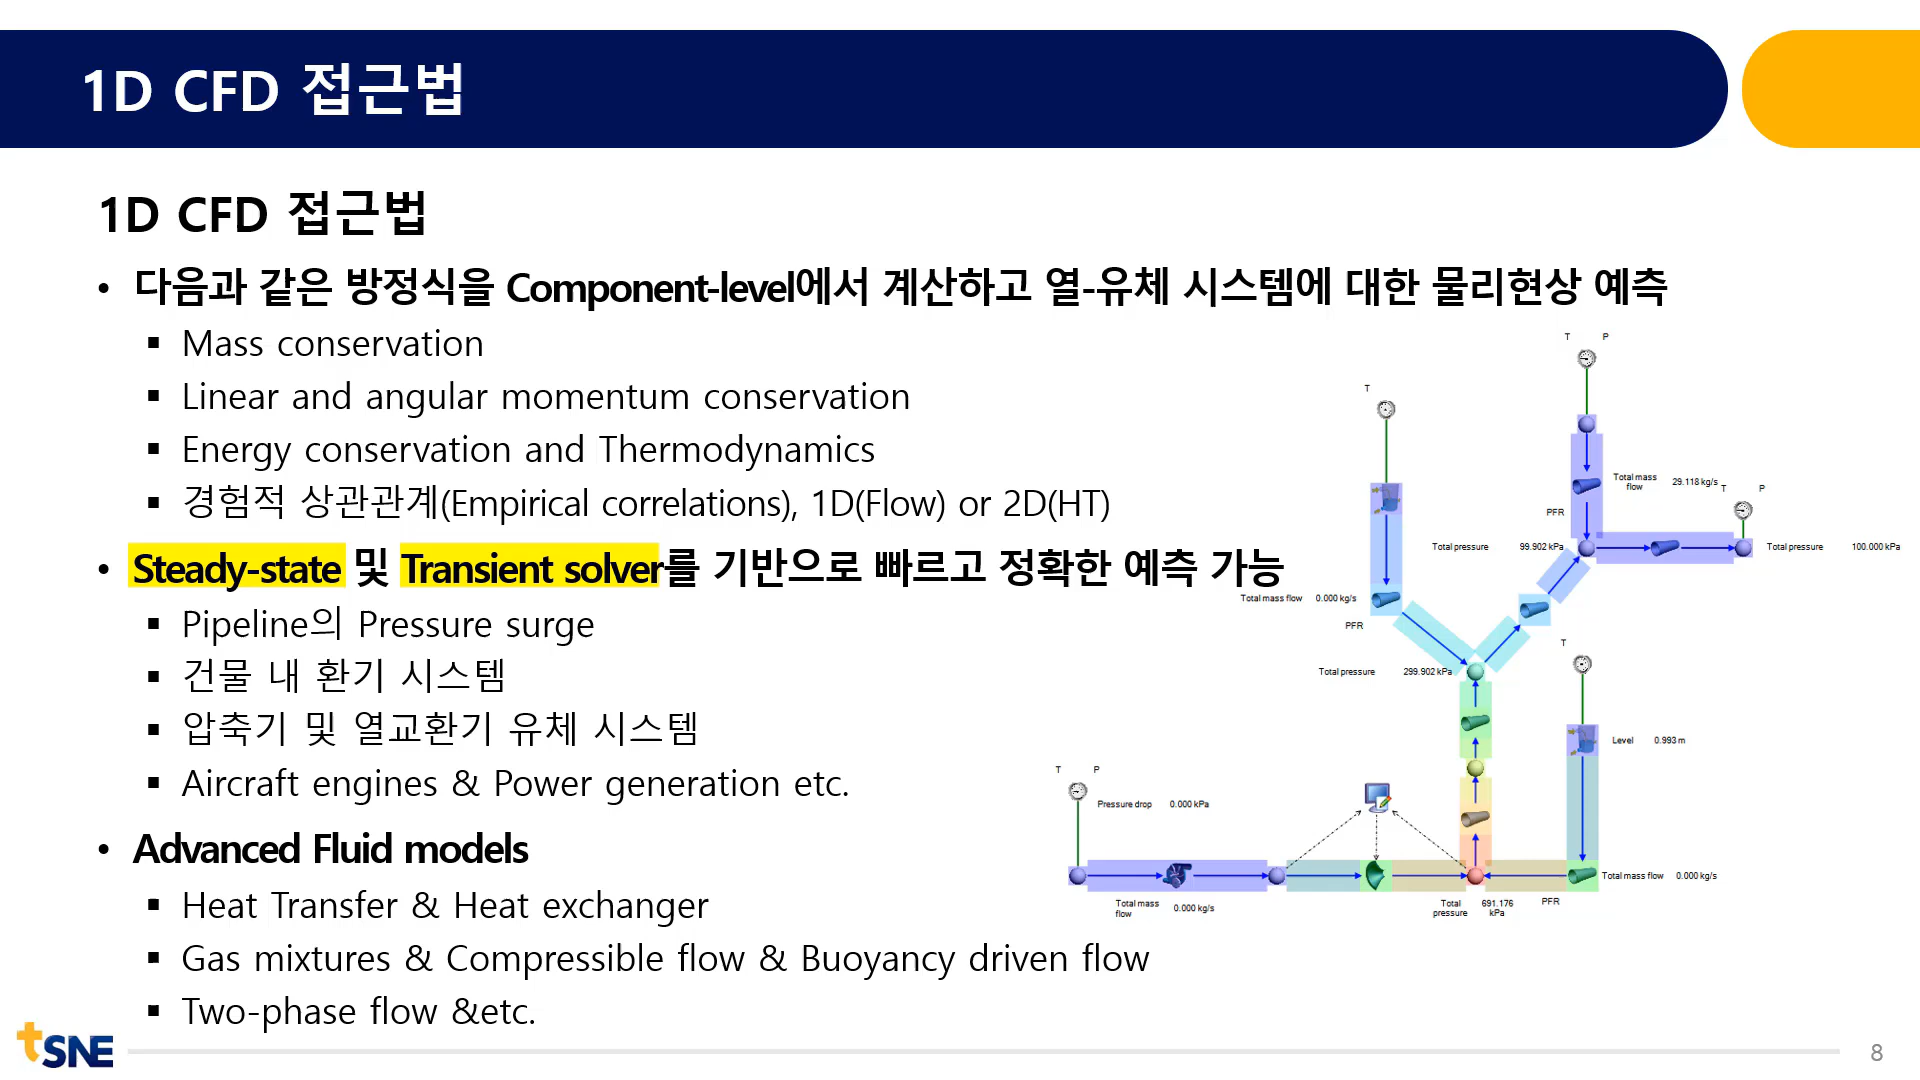 1D CFD 접근법
1D CFD 접근법
• 다음과 같은 방정식을 Component-level에서 계산하고 열-유체 시스템에 대한 물리현상 예측
▪ Mass conservation
▪ Linear and angular momentum conservation
▪ Energy conservation and Thermodynamics
▪ 경험적 상관관계(Empirical correlations), 1D(Flow) or 2D(HT)
• Steady-state 및 Transient solver를 기반으로 빠르고 정확한 예측 가능
▪ Pipeline의 Pressure surge
▪ 건물 내 환기 시스템
▪ 압축기 및 열교환기 유체 시스템
▪ Aircraft engines & Power generation etc.
• Advanced Fluid models
▪ Heat Transfer & Heat exchanger
▪ Gas mixtures & Compressible flow & Buoyancy driven flow
▪ Two-phase flow &etc.
T P
T
Total mass flow 29.118 kg/s
T P
PFR
Total pressure 99.902 kPa
Total pressure 100.000 kPa
Total mass flow 0.000 kg/s
PFR
T
Total pressure 299.902 kPa
Level 0.993 m
T P
Pressure drop 0.000 kPa
Total mass flow 0.000 kg/s
Total mass flow 0.000 kg/s
Total pressure 691.176 kPa
PFR
tSNE
8